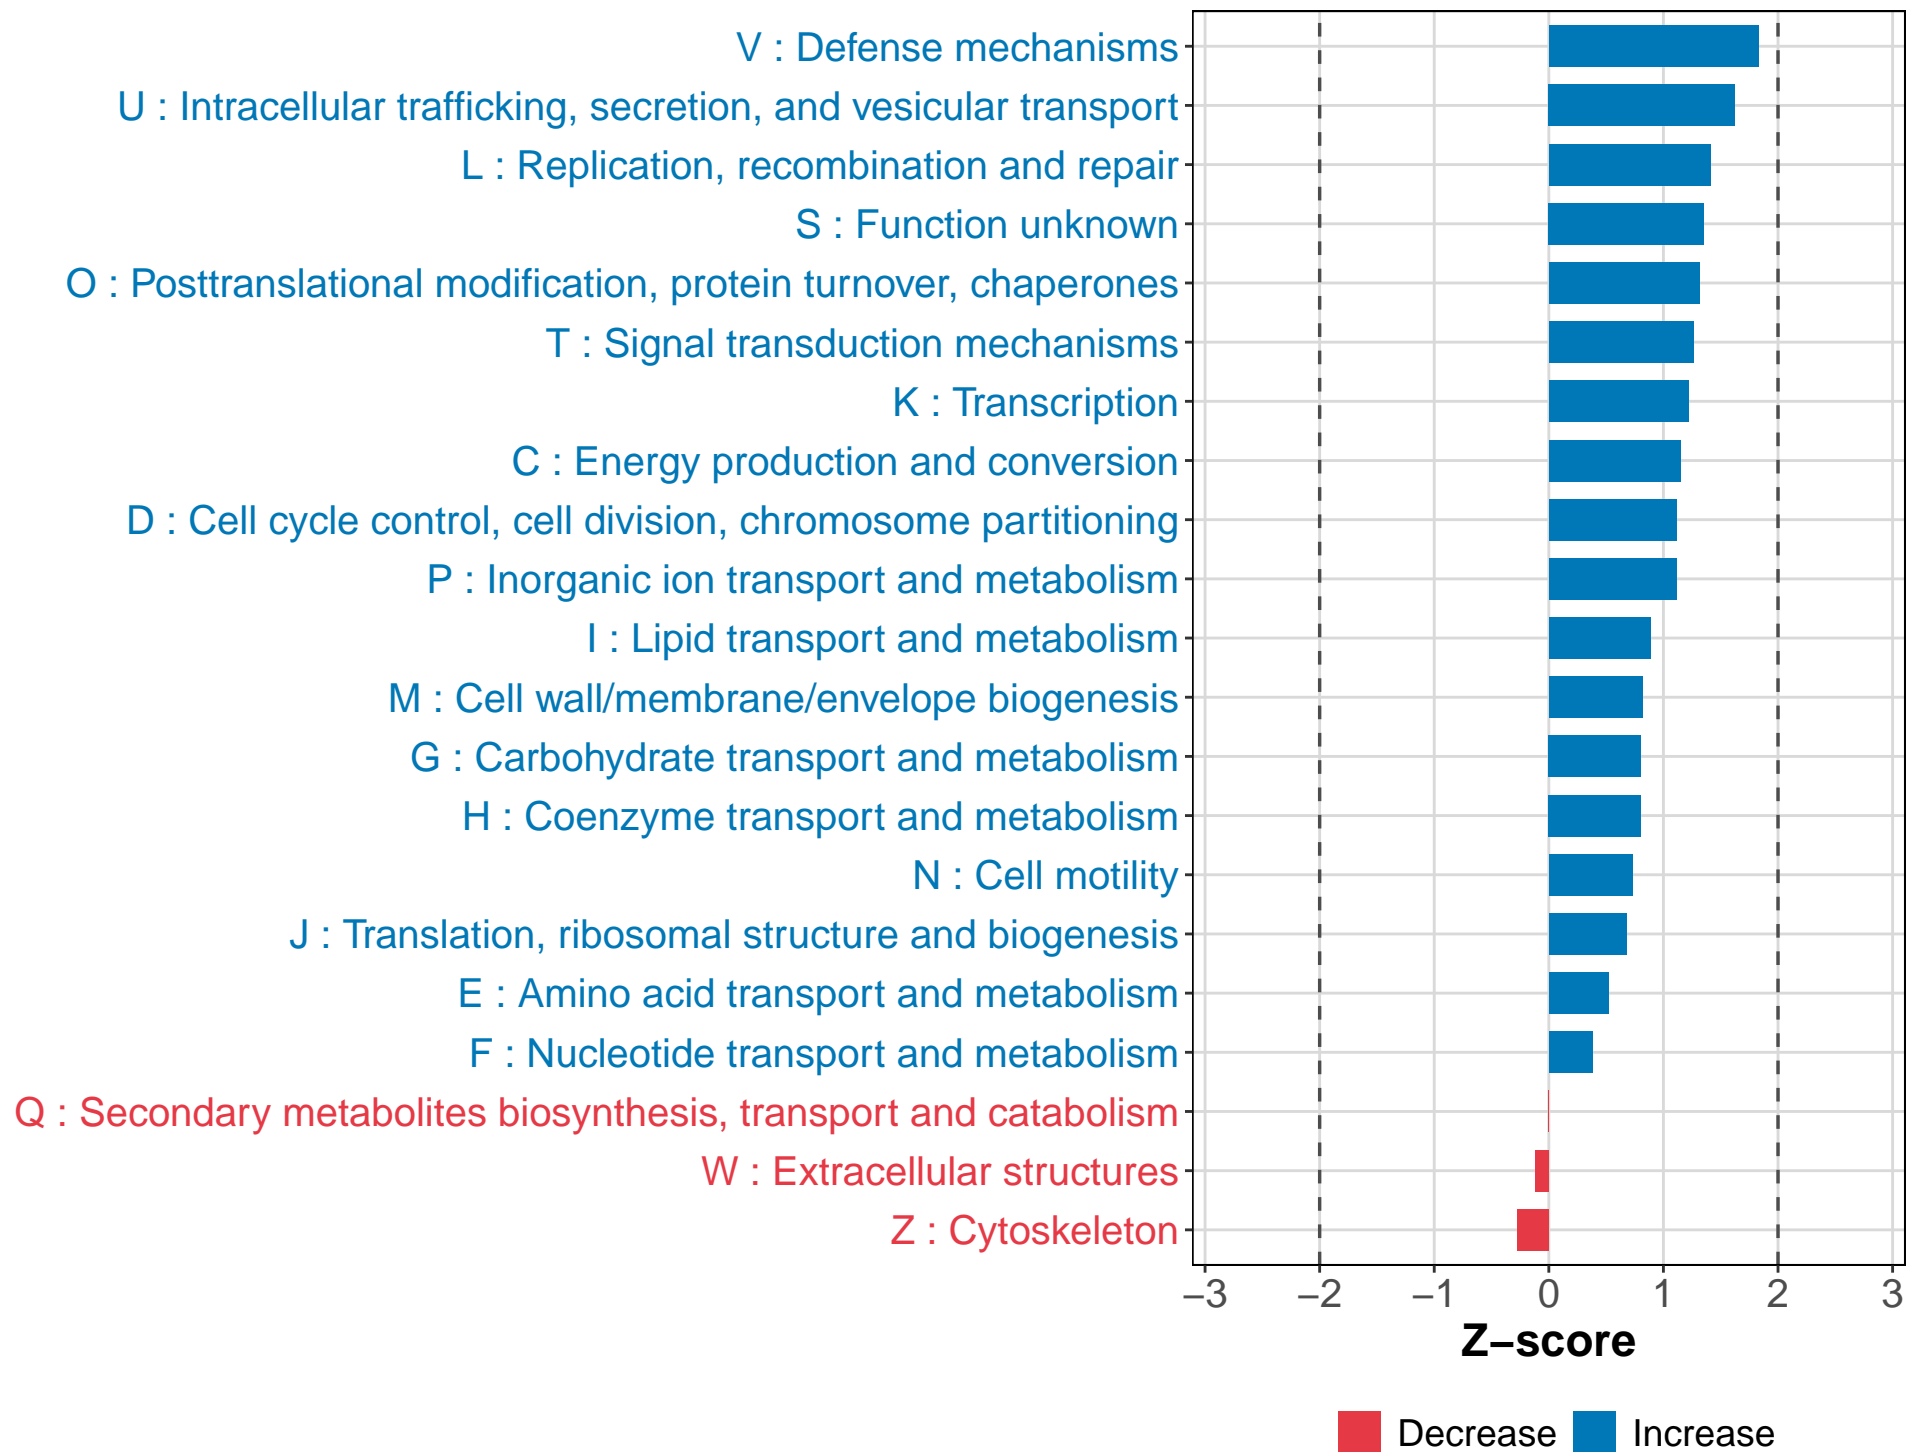 V : Defense mechanisms
U : Intracellular trafficking, secretion, and vesicular transport
L : Replication, recombination and repair
S : Function unknown
O : Posttranslational modification, protein turnover, chaperones
T : Signal transduction mechanisms
K : Transcription
C : Energy production and conversion
D : Cell cycle control, cell division, chromosome partitioning
P : Inorganic ion transport and metabolism
I : Lipid transport and metabolism
M : Cell wall/membrane/envelope biogenesis
G : Carbohydrate transport and metabolism
H : Coenzyme transport and metabolism
N : Cell motility
J : Translation, ribosomal structure and biogenesis
E : Amino acid transport and metabolism
F : Nucleotide transport and metabolism
Q : Secondary metabolites biosynthesis, transport and catabolism
W : Extracellular structures
Z : Cytoskeleton
−3 −2 −1 0 1 2 3
Z−score
Decrease Increase